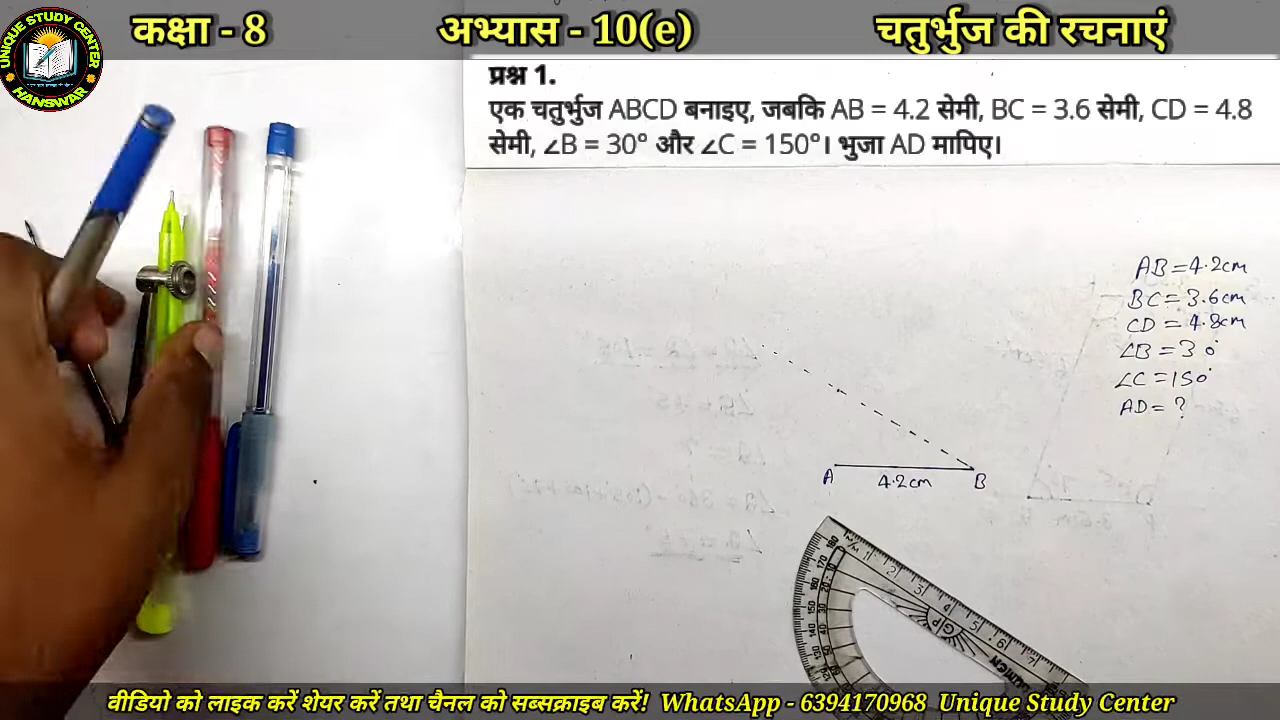 UNIQUE STUDY CENTER
HANSWAR
कक्षा - 8
अभ्यास - 10(e)
चतुर्भुज की रचनाएं
प्रश्न 1.
एक चतुर्भुज ABCD बनाइए, जबकि AB = 4.2 सेमी, BC = 3.6 सेमी, CD = 4.8
सेमी, ∠B = 30° और ∠C = 150°। भुजा AD मापिए।
AB = 4.2cm
BC = 3.6cm
CD = 4.8cm
∠B = 30°
∠C = 150°
AD = ?
A
4.2cm
B
वीडियो को लाइक करें शेयर करें तथा चैनल को सब्सक्राइब करें! WhatsApp - 6394170968 Unique Study Center